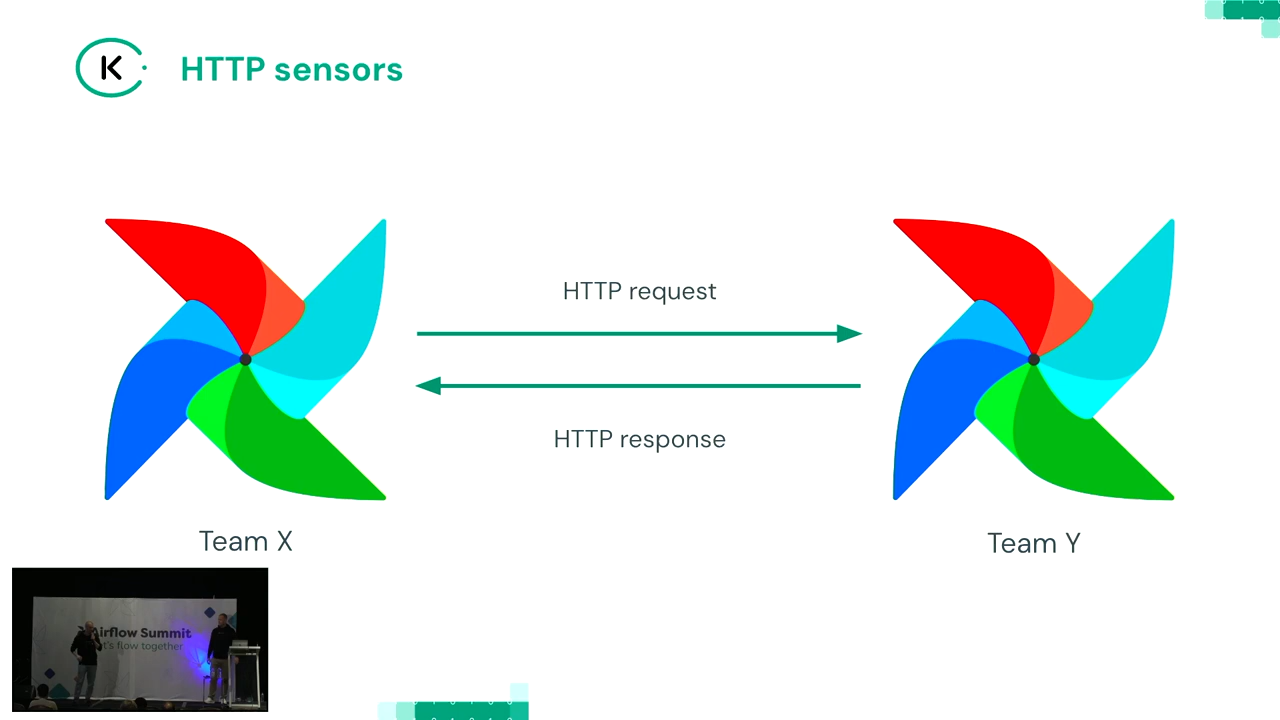 K
HTTP sensors
HTTP request
HTTP response
Team X
Team Y
Airflow Summit
let's flow together